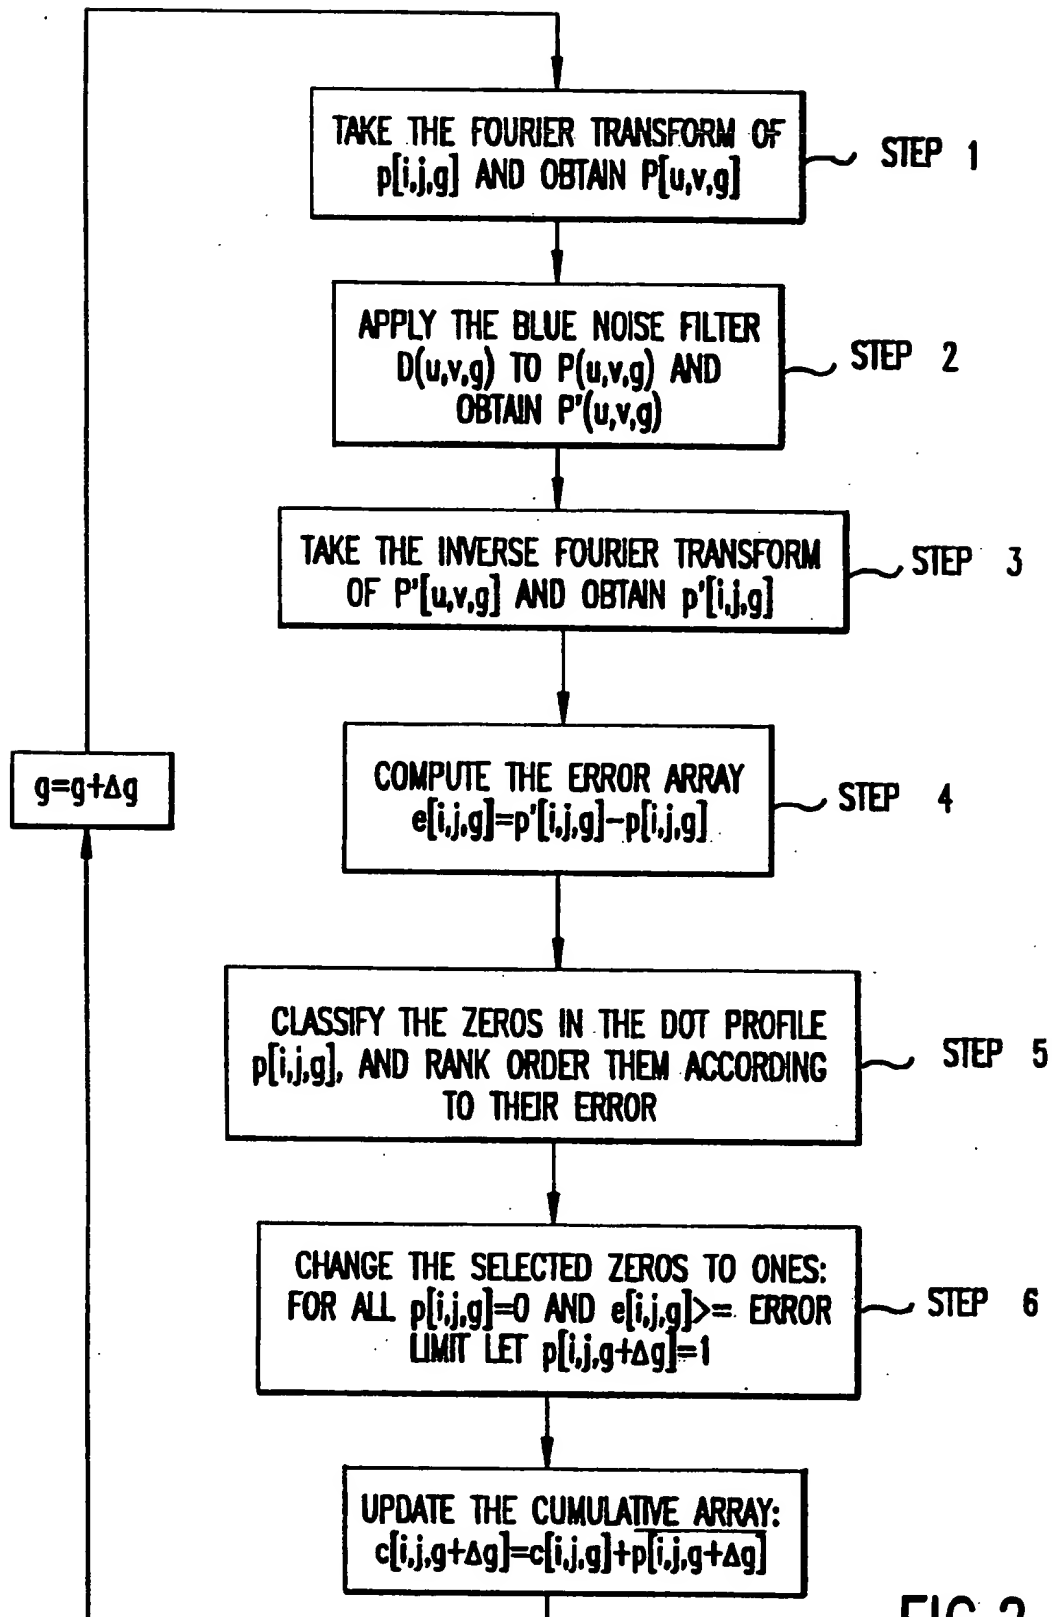 TAKE THE FOURIER TRANSFORM OF
p[i,j,g] AND OBTAIN P[u,v,g]
STEP 1
APPLY THE BLUE NOISE FILTER
D(u,v,g) TO P(u,v,g) AND
OBTAIN P'(u,v,g)
STEP 2
TAKE THE INVERSE FOURIER TRANSFORM
OF P'[u,v,g] AND OBTAIN p'[i,j,g]
STEP 3
g=g+Δg
COMPUTE THE ERROR ARRAY
e[i,j,g]=p'[i,j,g]-p[i,j,g]
STEP 4
CLASSIFY THE ZEROS IN THE DOT PROFILE
p[i,j,g], AND RANK ORDER THEM ACCORDING
TO THEIR ERROR
STEP 5
CHANGE THE SELECTED ZEROS TO ONES:
FOR ALL p[i,j,g]=0 AND e[i,j,g]>= ERROR
LIMIT LET p[i,j,g+Δg]=1
STEP 6
UPDATE THE CUMULATIVE ARRAY:
c[i,j,g+Δg]=c[i,j,g]+p̅[̅i̅,̅j̅,̅g̅+̅Δ̅g̅]̅
FIG.2